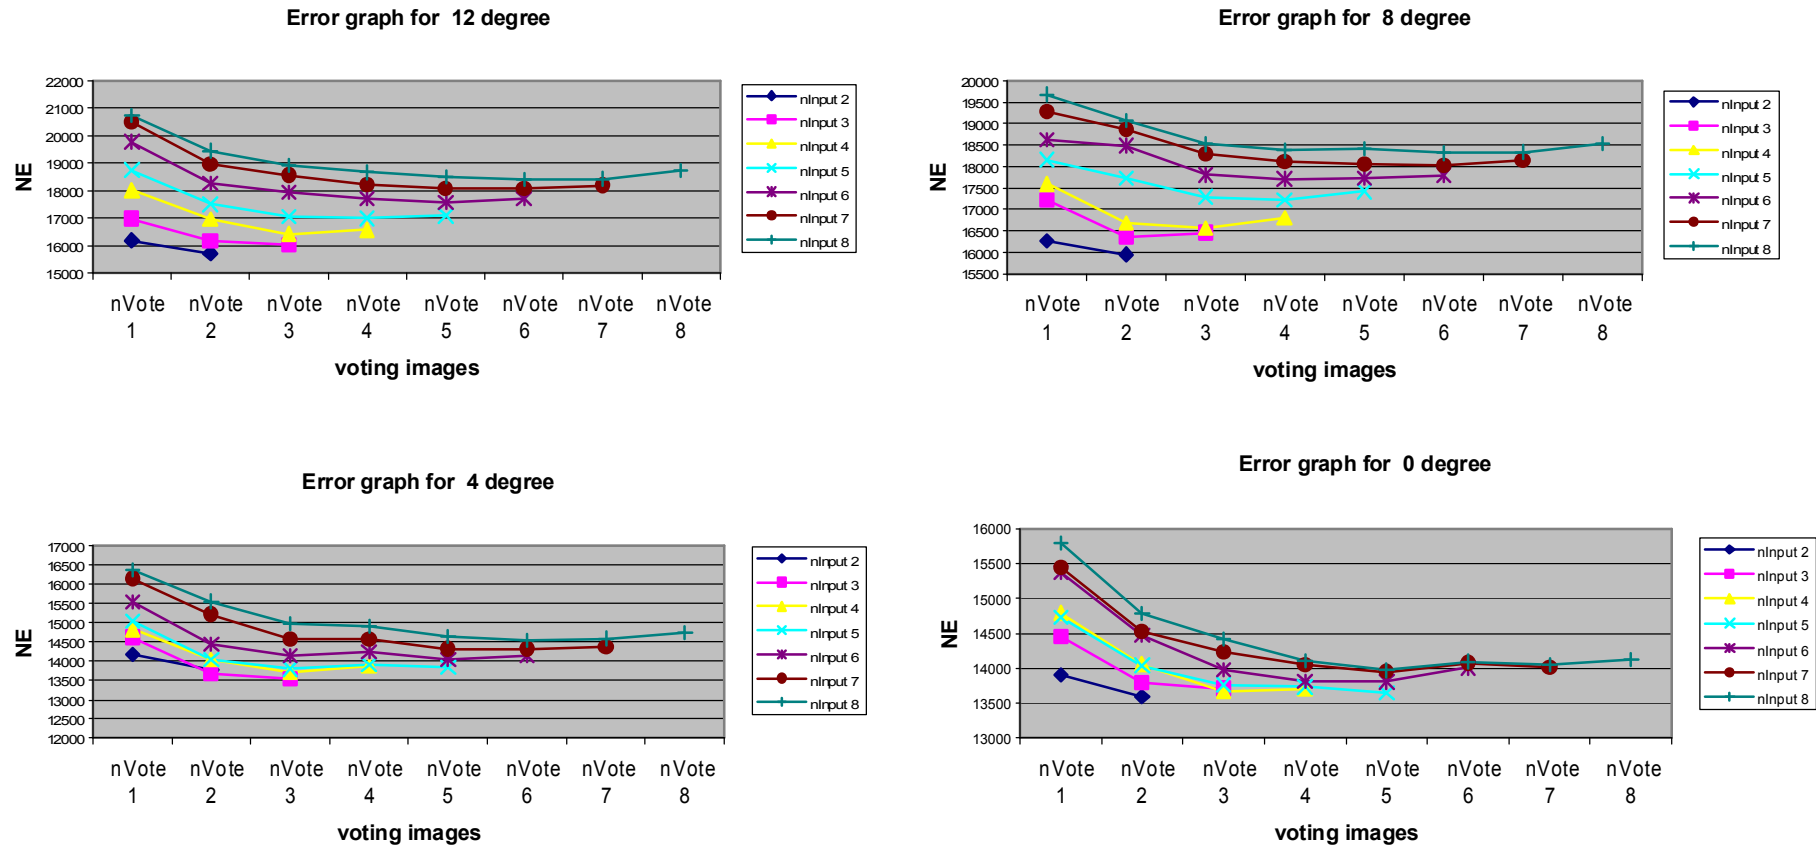 Error graph for 12 degree
22000
21000
20000
19000
18000
17000
16000
15000
NE
nVote 1
nVote 2
nVote 3
nVote 4
nVote 5
nVote 6
nVote 7
nVote 8
voting images
nInput 2
nInput 3
nInput 4
nInput 5
nInput 6
nInput 7
nInput 8
Error graph for 8 degree
20000
19500
19000
18500
18000
17500
17000
16500
16000
15500
NE
nVote 1
nVote 2
nVote 3
nVote 4
nVote 5
nVote 6
nVote 7
nVote 8
voting images
nInput 2
nInput 3
nInput 4
nInput 5
nInput 6
nInput 7
nInput 8
Error graph for 4 degree
17000
16500
16000
15500
15000
14500
14000
13500
13000
12500
12000
NE
nVote 1
nVote 2
nVote 3
nVote 4
nVote 5
nVote 6
nVote 7
nVote 8
voting images
nInput 2
nInput 3
nInput 4
nInput 5
nInput 6
nInput 7
nInput 8
Error graph for 0 degree
16000
15500
15000
14500
14000
13500
13000
NE
nVote 1
nVote 2
nVote 3
nVote 4
nVote 5
nVote 6
nVote 7
nVote 8
voting images
nInput 2
nInput 3
nInput 4
nInput 5
nInput 6
nInput 7
nInput 8